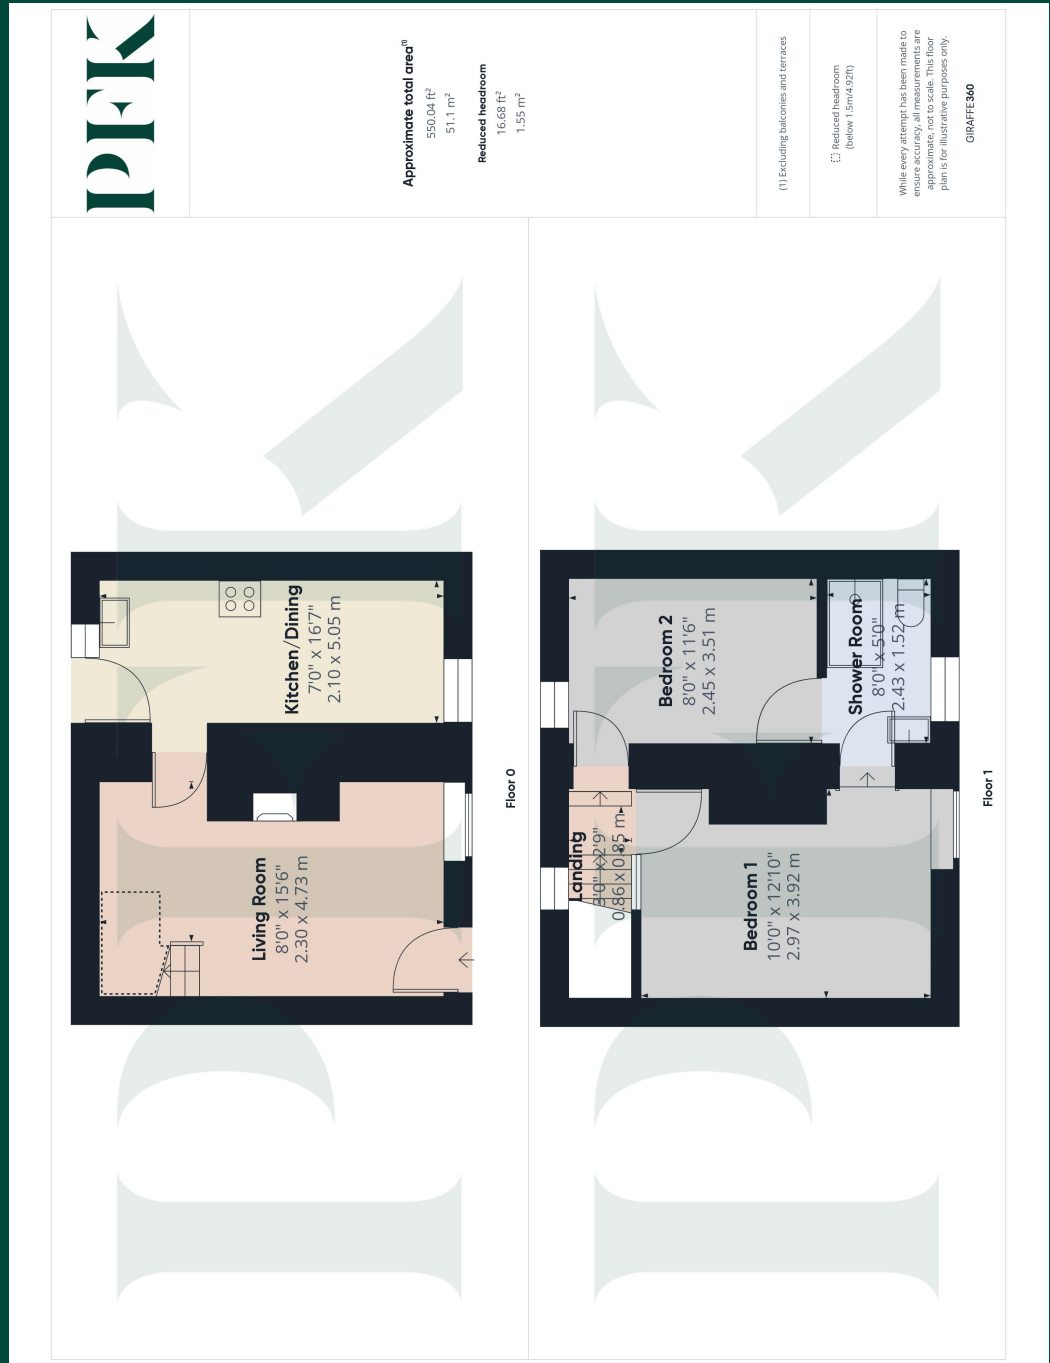 PFK
Approximate total area(1)
550.04 ft²
51.1 m²
Reduced headroom
16.68 ft²
1.55 m²
(1) Excluding balconies and terraces
Reduced headroom
(below 1.5m/4.92ft)
While every attempt has been made to
ensure accuracy, all measurements are
approximate, not to scale. This floor
plan is for illustrative purposes only.
GIRAFFE360
Kitchen/Dining
7'0" x 16'7"
2.10 x 5.05 m
Living Room
8'0" x 15'6"
2.30 x 4.73 m
Floor 0
Bedroom 2
8'0" x 11'6"
2.45 x 3.51 m
Shower Room
8'0" x 5'0"
2.43 x 1.52 m
Landing
3'0" x 2'9"
0.86 x 0.85 m
Bedroom 1
10'0" x 12'10"
2.97 x 3.92 m
Floor 1
PFK
PFK